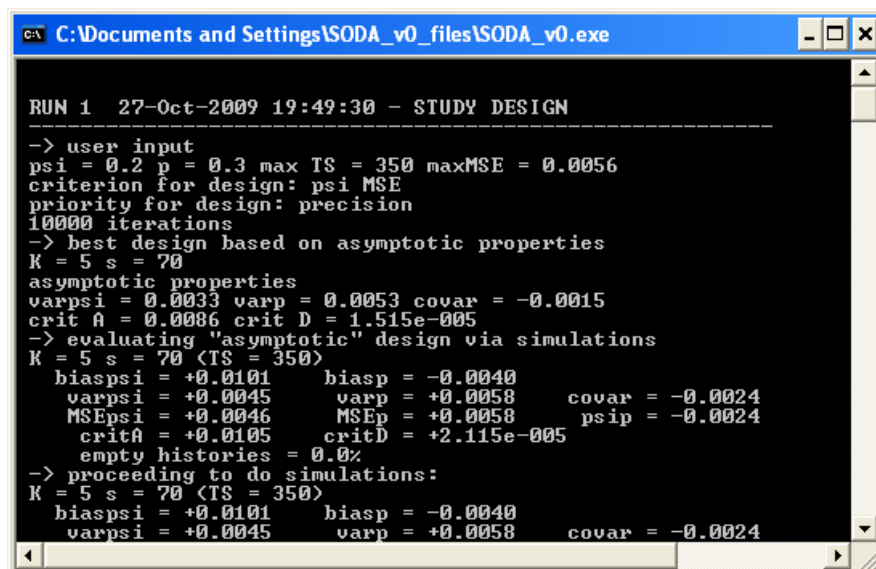 C:\Documents and Settings\SODA_v0_files\SODA_v0.exe
RUN 1 27-Oct-2009 19:49:30 - STUDY DESIGN
------------------------------------------------------------
-> user input
psi = 0.2 p = 0.3 max TS = 350 maxMSE = 0.0056
criterion for design: psi MSE
priority for design: precision
10000 iterations
-> best design based on asymptotic properties
K = 5 s = 70
asymptotic properties
varpsi = 0.0033 varp = 0.0053 covar = -0.0015
crit A = 0.0086 crit D = 1.515e-005
-> evaluating "asymptotic" design via simulations
K = 5 s = 70 (TS = 350)
biaspsi = +0.0101 biasp = -0.0040
varpsi = +0.0045 varp = +0.0058 covar = -0.0024
MSEpsi = +0.0046 MSEp = +0.0058 psip = -0.0024
critA = +0.0105 critD = +2.115e-005
empty histories = 0.0%
-> proceeding to do simulations:
K = 5 s = 70 (TS = 350)
biaspsi = +0.0101 biasp = -0.0040
varpsi = +0.0045 varp = +0.0058 covar = -0.0024